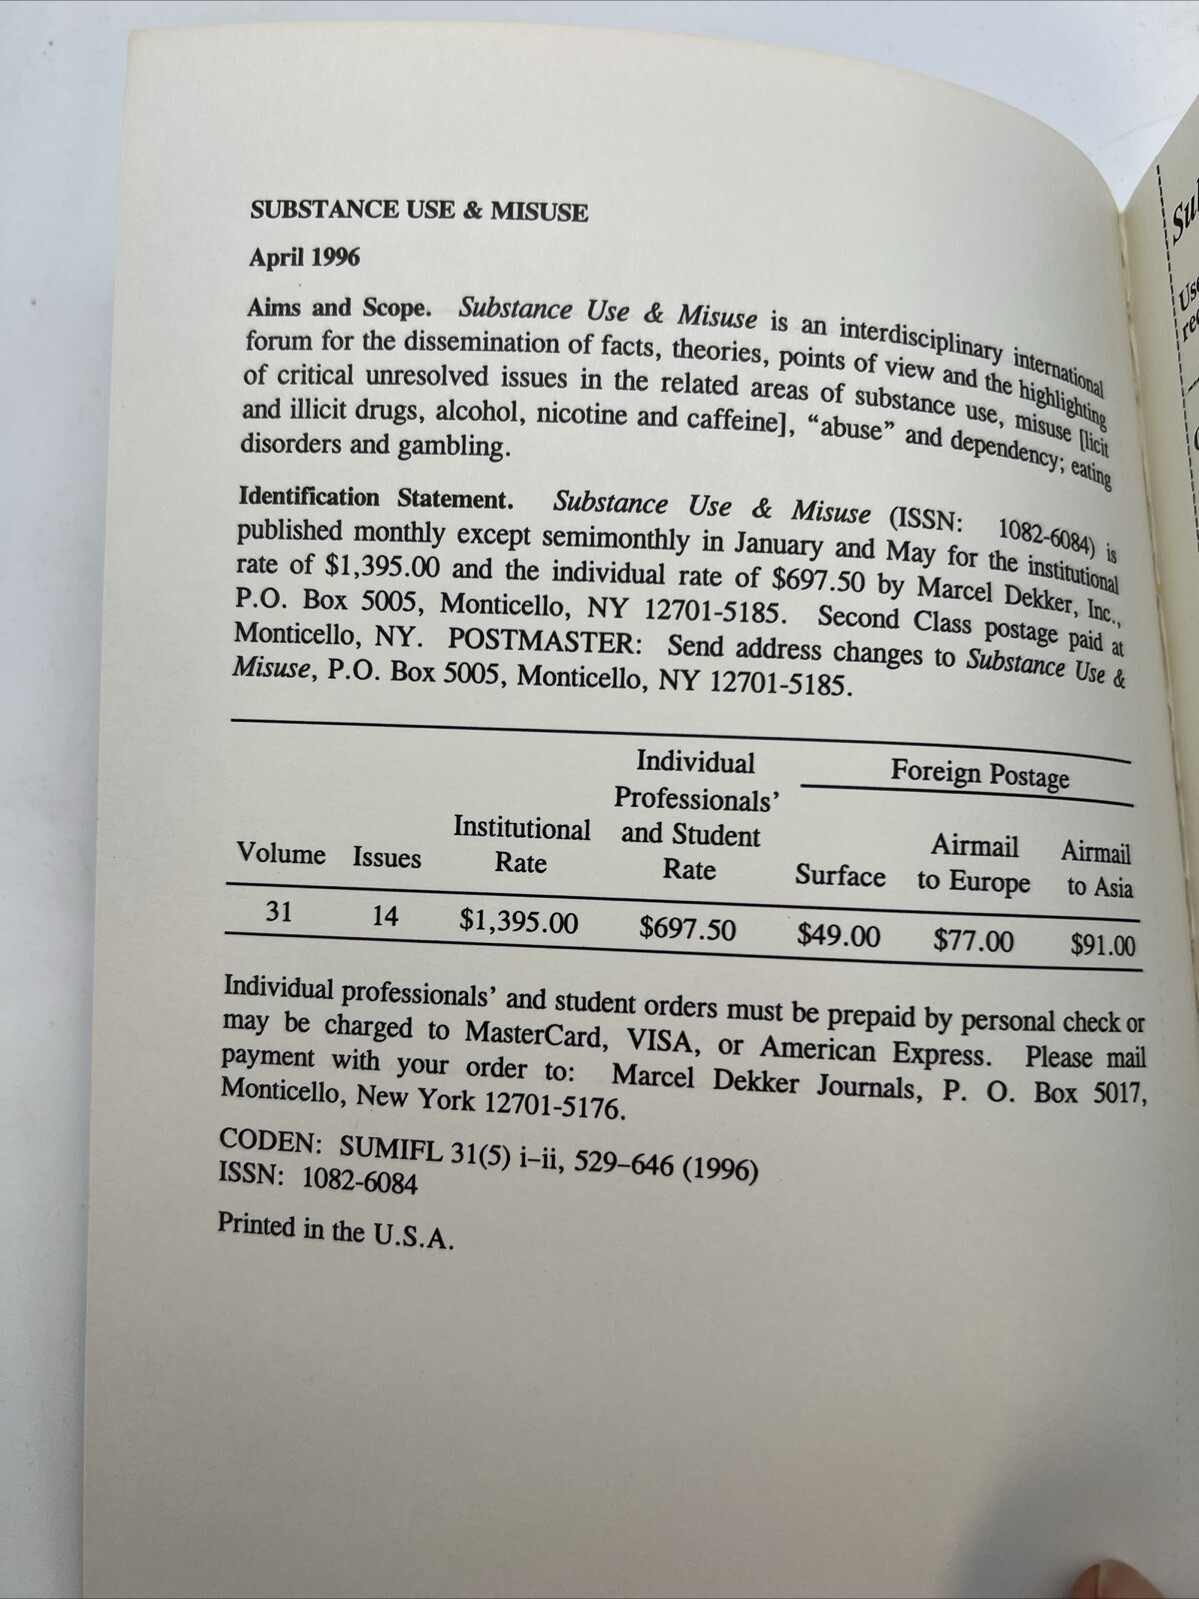 SUBSTANCE USE & MISUSE
April 1996
Aims and Scope. Substance Use & Misuse is an interdisciplinary international
forum for the dissemination of facts, theories, points of view and the highlighting
of critical unresolved issues in the related areas of substance use, misuse [licit
and illicit drugs, alcohol, nicotine and caffeine], “abuse” and dependency; eating
disorders and gambling.
Identification Statement. Substance Use & Misuse (ISSN: 1082-6084) is
published monthly except semimonthly in January and May for the institutional
rate of $1,395.00 and the individual rate of $697.50 by Marcel Dekker, Inc.,
P.O. Box 5005, Monticello, NY 12701-5185. Second Class postage paid at
Monticello, NY. POSTMASTER: Send address changes to Substance Use &
Misuse, P.O. Box 5005, Monticello, NY 12701-5185.
Individual
Foreign Postage
Professionals’
Institutional and Student Airmail Airmail
Volume Issues Rate Rate Surface to Europe to Asia
31 14 $1,395.00 $697.50 $49.00 $77.00 $91.00
Individual professionals’ and student orders must be prepaid by personal check or
may be charged to MasterCard, VISA, or American Express. Please mail
payment with your order to: Marcel Dekker Journals, P. O. Box 5017,
Monticello, New York 12701-5176.
CODEN: SUMIFL 31(5) i–ii, 529–646 (1996)
ISSN: 1082-6084
Printed in the U.S.A.